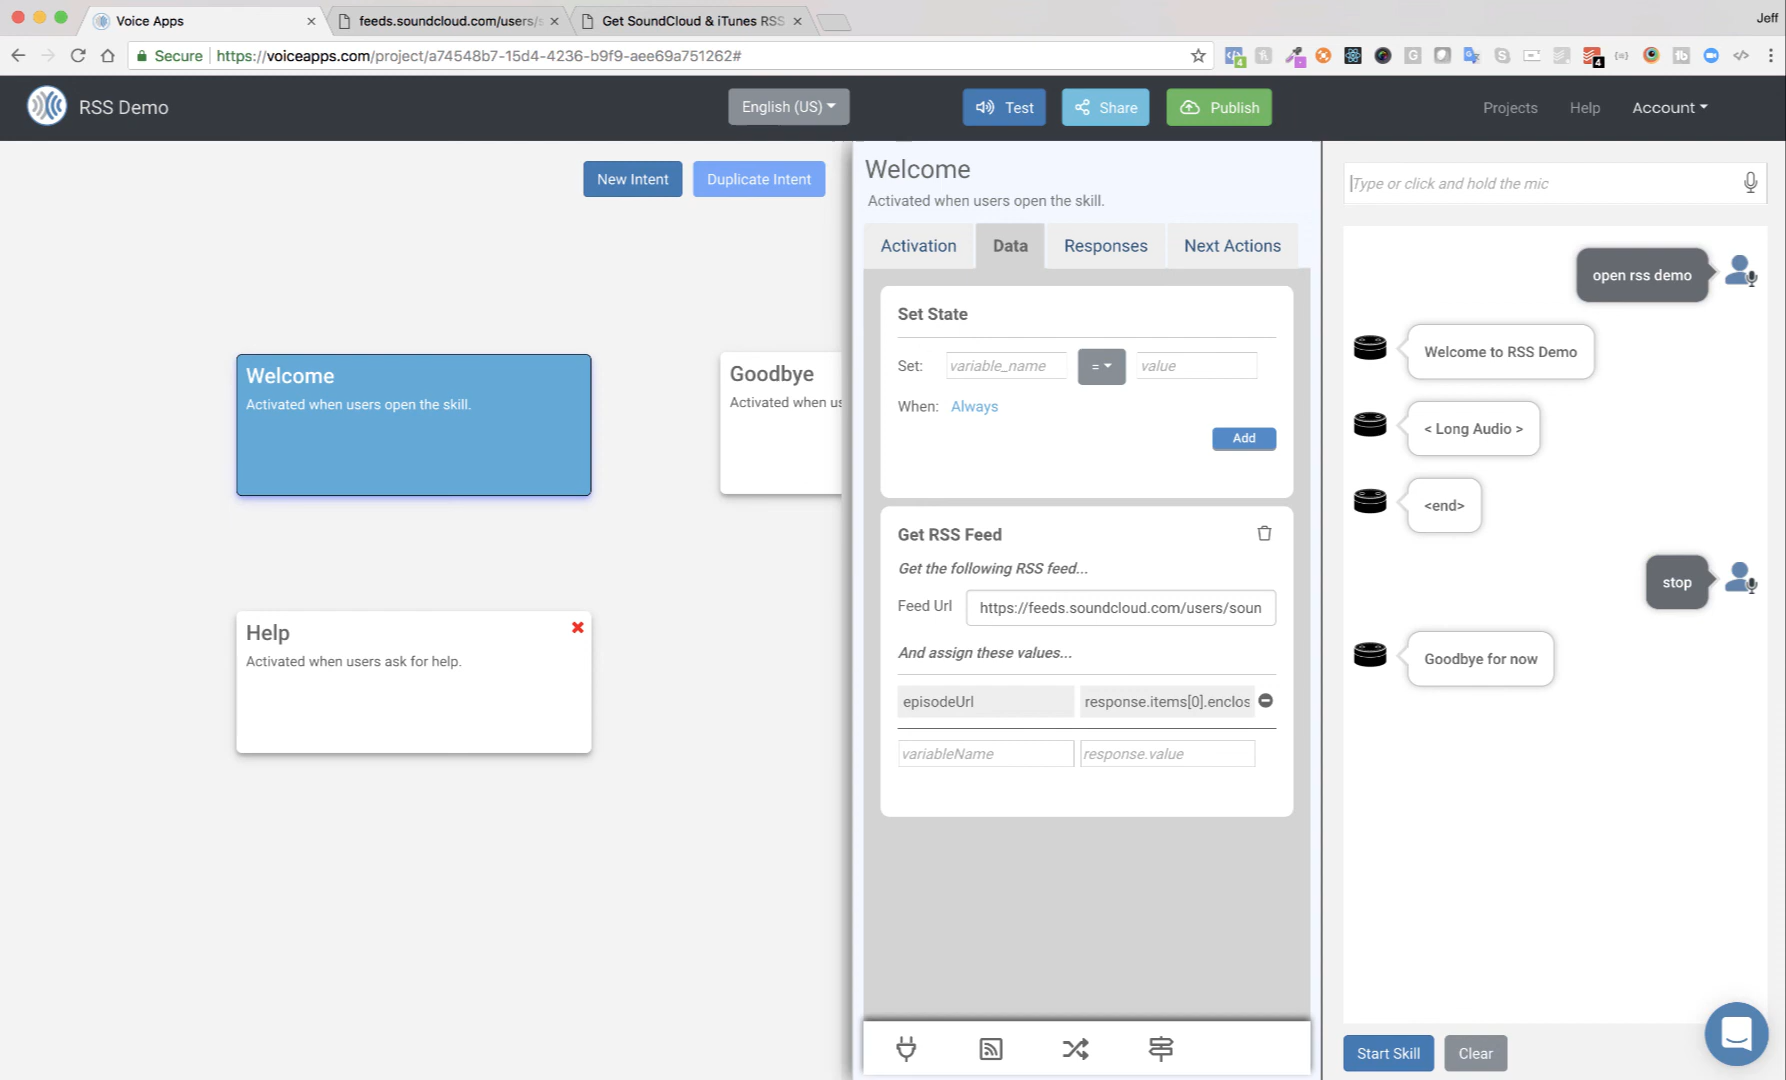 Voice Apps
feeds.soundcloud.com/users/s
Get SoundCloud & iTunes RSS
Jeff
Secure
https://voiceapps.com/project/a74548b7-15d4-4236-b9f9-aee69a751262#
RSS Demo
English (US)
Test
Share
Publish
Projects
Help
Account
New Intent
Duplicate Intent
Welcome
Activated when users open the skill.
Goodbye
Activated when us
Help
Activated when users ask for help.
Welcome
Activated when users open the skill.
Activation
Data
Responses
Next Actions
Set State
Set:
variable_name
=
value
When:
Always
Add
Get RSS Feed
Get the following RSS feed...
Feed Url
https://feeds.soundcloud.com/users/soun
And assign these values...
episodeUrl
response.items[0].enclos
variableName
response.value
Type or click and hold the mic
open rss demo
Welcome to RSS Demo
< Long Audio >
<end>
stop
Goodbye for now
Start Skill
Clear